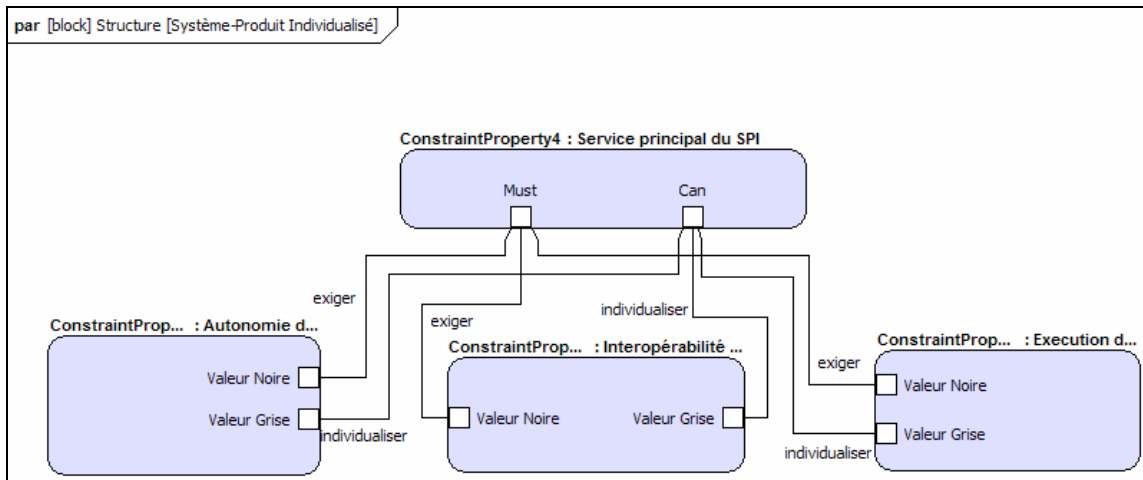 par [block] Structure [Système-Produit Individualisé]
ConstraintProperty4 : Service principal du SPI
Must Can
exiger
individualiser
exiger
ConstraintProp... : Autonomie d...
ConstraintProp... : Interopérabilité ...
ConstraintProp... : Execution d...
exiger
Valeur Noire
Valeur Grise
individualiser
Valeur Noire Valeur Grise
Valeur Noire
Valeur Grise
individualiser